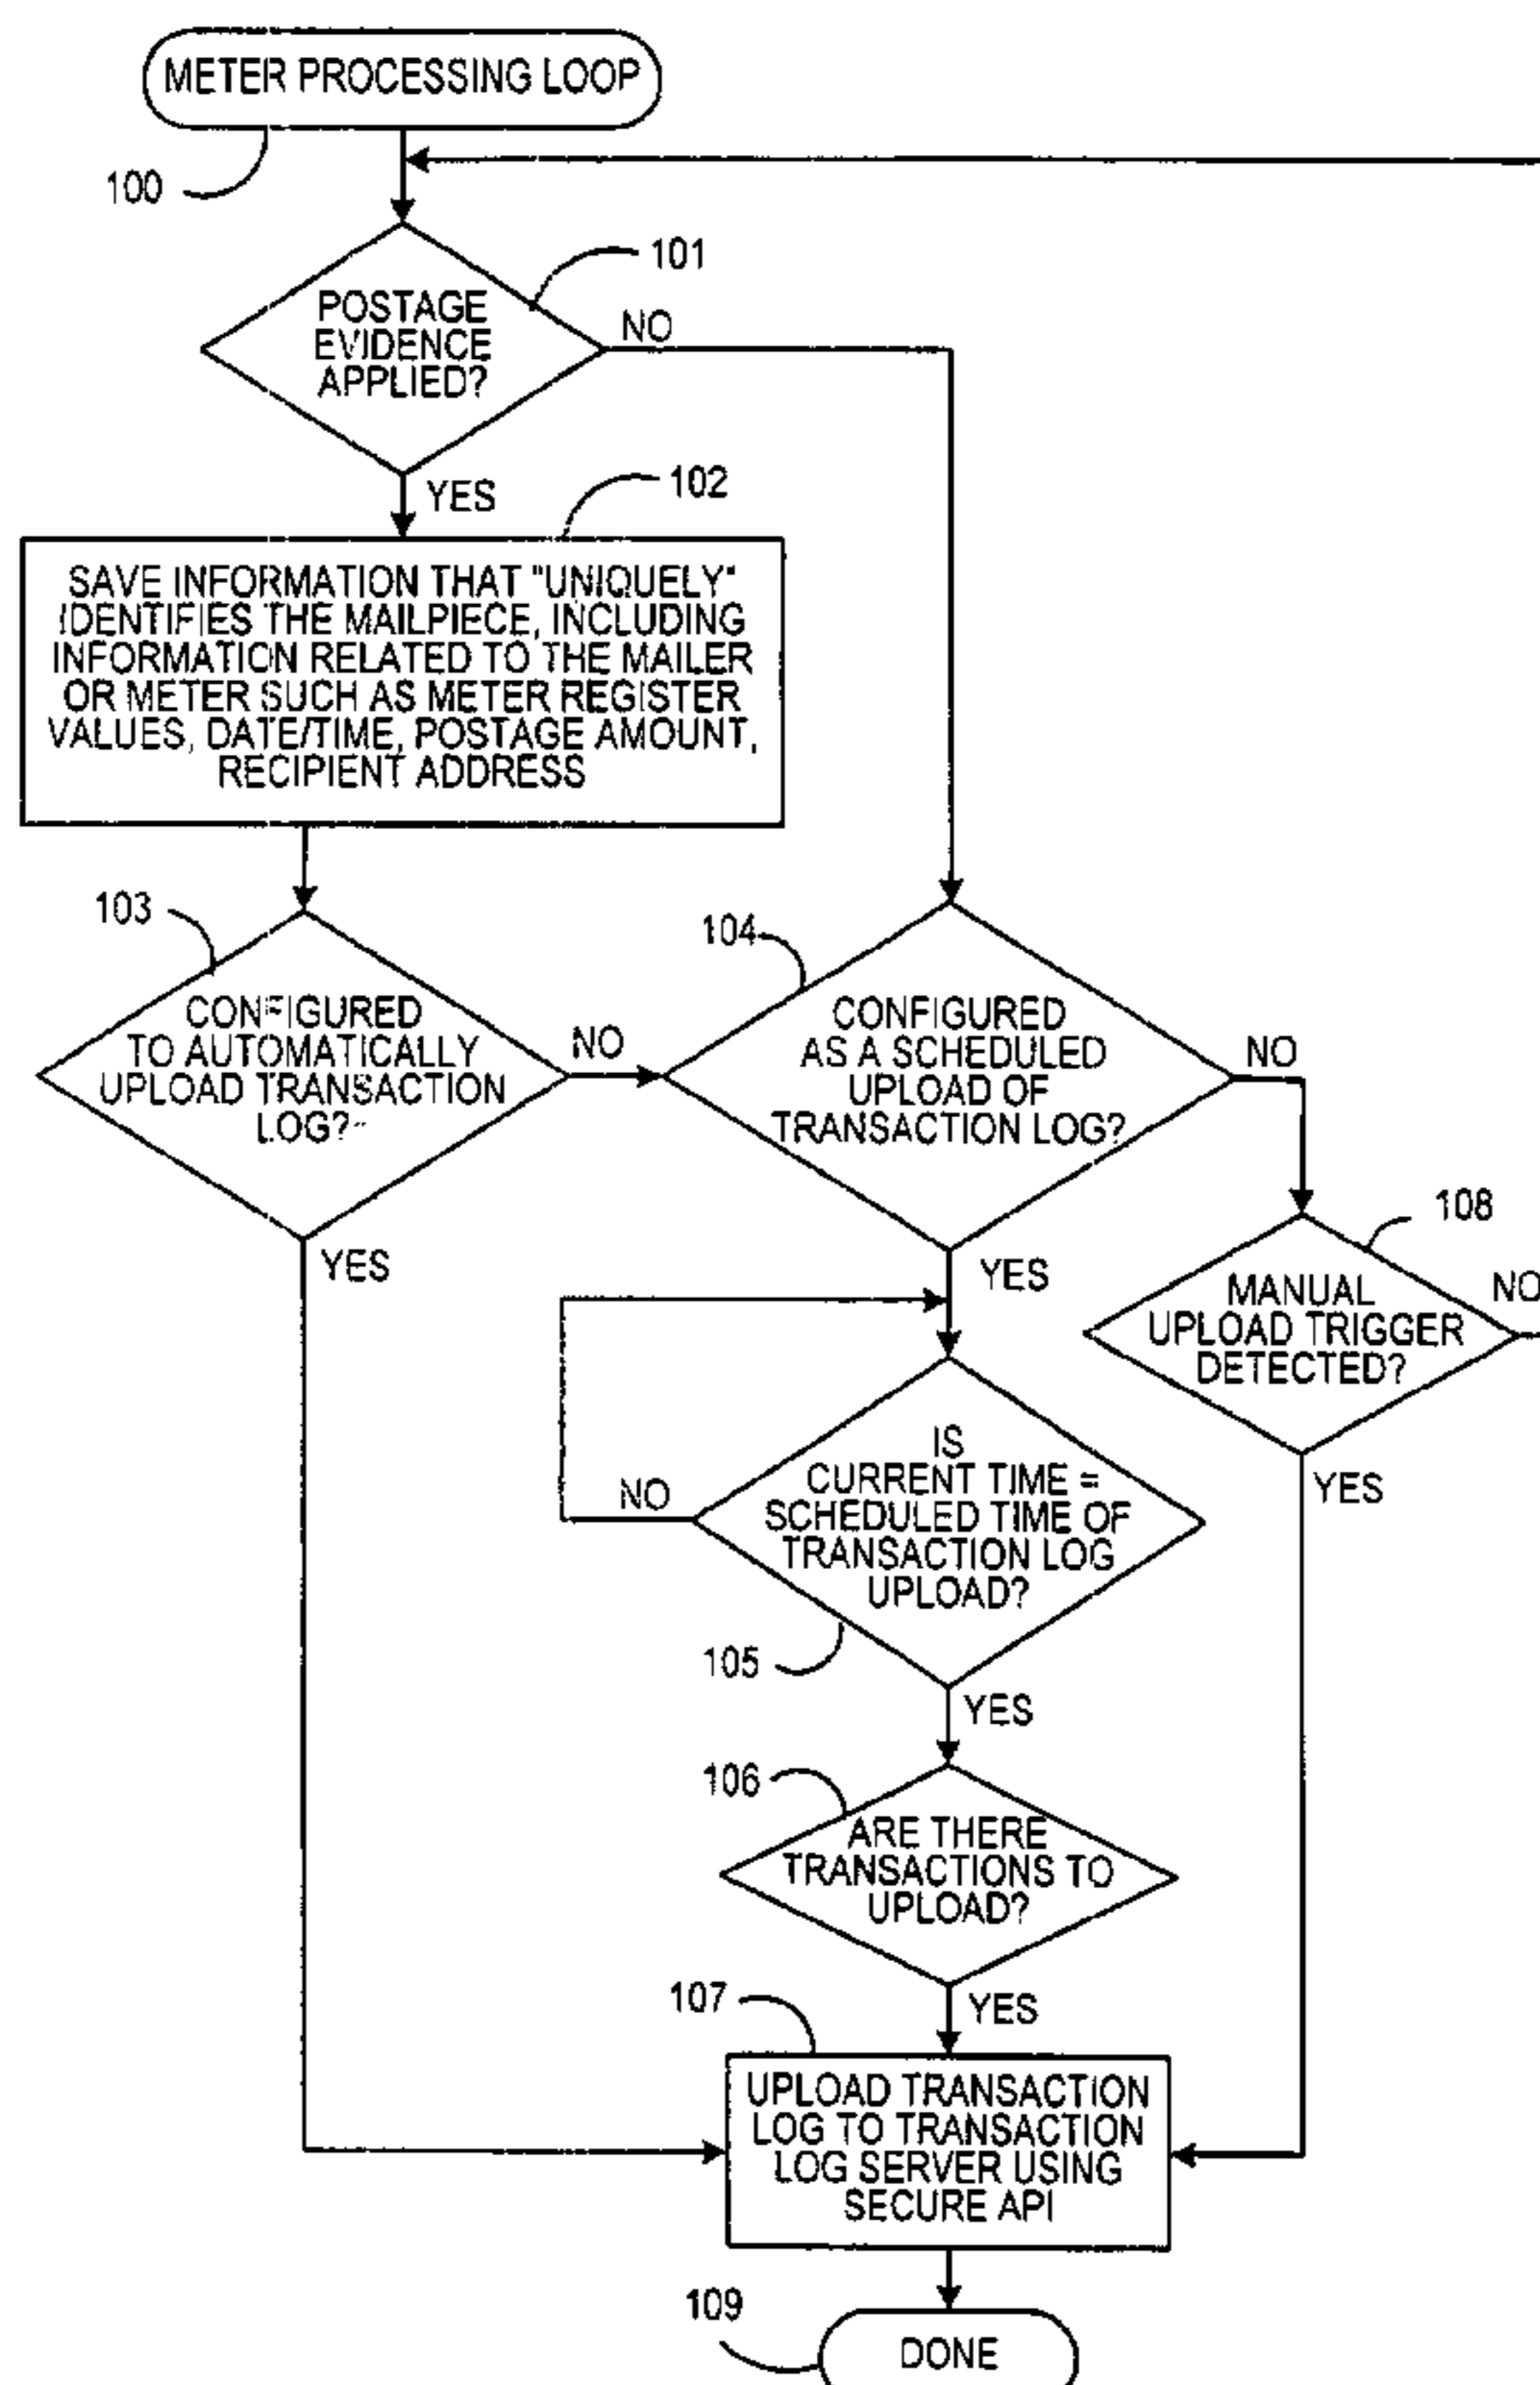 METER PROCESSING LOOP
100
101
POSTAGE
EVIDENCE
APPLIED?
NO
YES
102
SAVE INFORMATION THAT "UNIQUELY"
IDENTIFIES THE MAILPIECE, INCLUDING
INFORMATION RELATED TO THE MAILER
OR METER SUCH AS METER REGISTER
VALUES, DATE/TIME, POSTAGE AMOUNT,
RECIPIENT ADDRESS
103
CONFIGURED
TO AUTOMATICALLY
UPLOAD TRANSACTION
LOG?
NO
YES
104
CONFIGURED
AS A SCHEDULED
UPLOAD OF
TRANSACTION LOG?
NO
YES
108
MANUAL
UPLOAD TRIGGER
DETECTED?
NO
YES
IS
CURRENT TIME =
SCHEDULED TIME OF
TRANSACTION LOG
UPLOAD?
NO
105
YES
106
ARE THERE
TRANSACTIONS TO
UPLOAD?
YES
107
UPLOAD TRANSACTION
LOG TO TRANSACTION
LOG SERVER USING
SECURE API
109
DONE